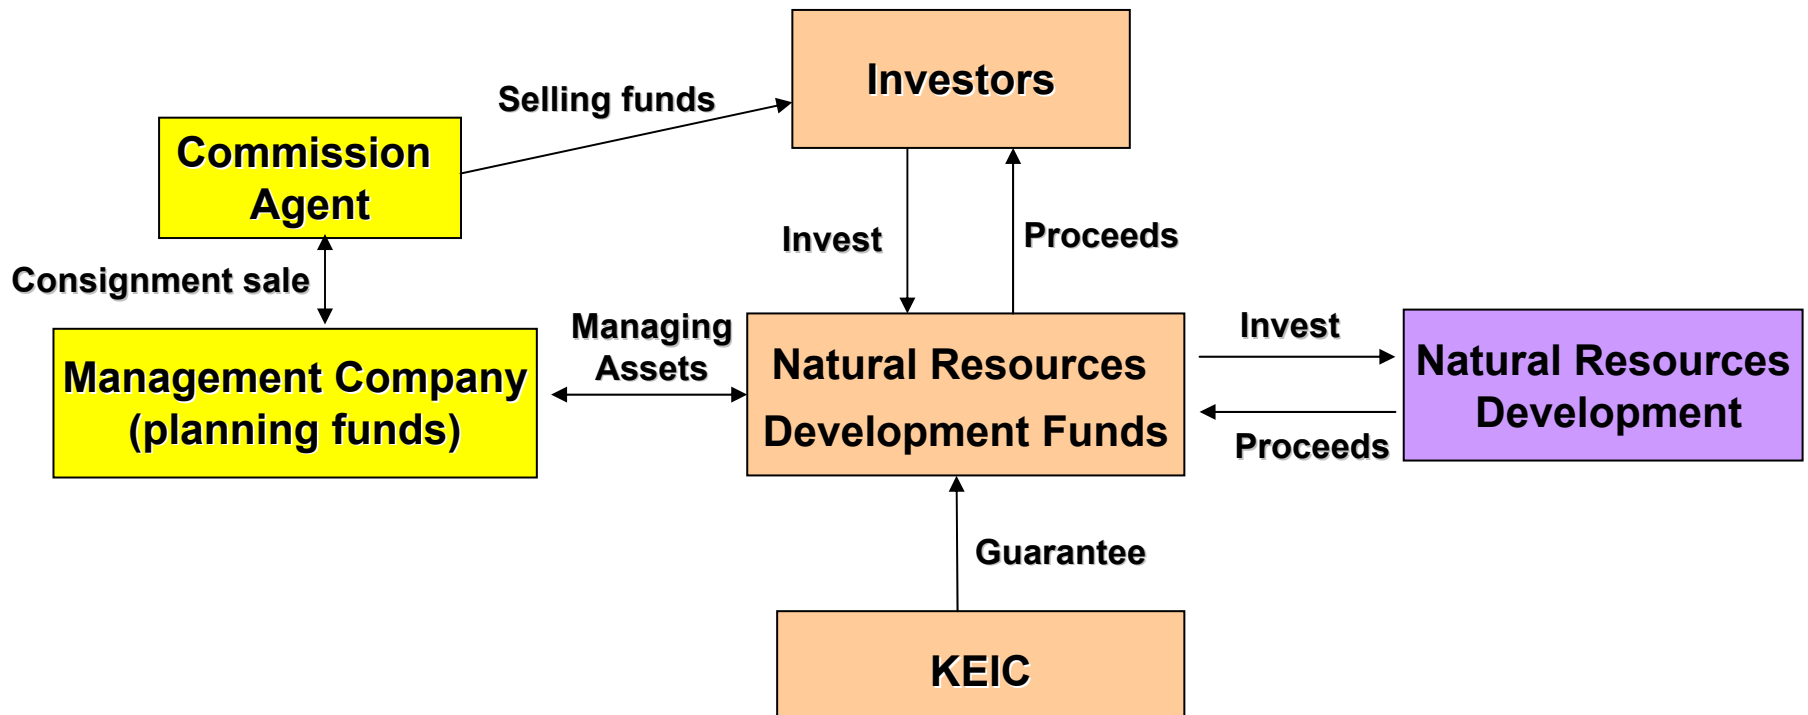 Investors
Selling funds
Commission
Agent
Invest
Proceeds
Consignment sale
Managing
Assets
Management Company
(planning funds)
Natural Resources
Development Funds
Invest
Proceeds
Natural Resources
Development
Guarantee
KEIC